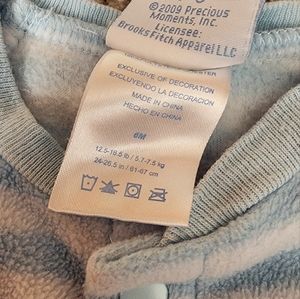 © 2009 Precious
Moments, Inc.
Licensee:
Brooks Fitch Apparel LLC
EXCLUSIVE OF DECORATION
EXCLUYENDO LA DECORACION
MADE IN CHINA
HECHO EN CHINA
6M
12.5-16.5 lb / 5.7-7.5 kg
24-26.5 in / 61-67 cm